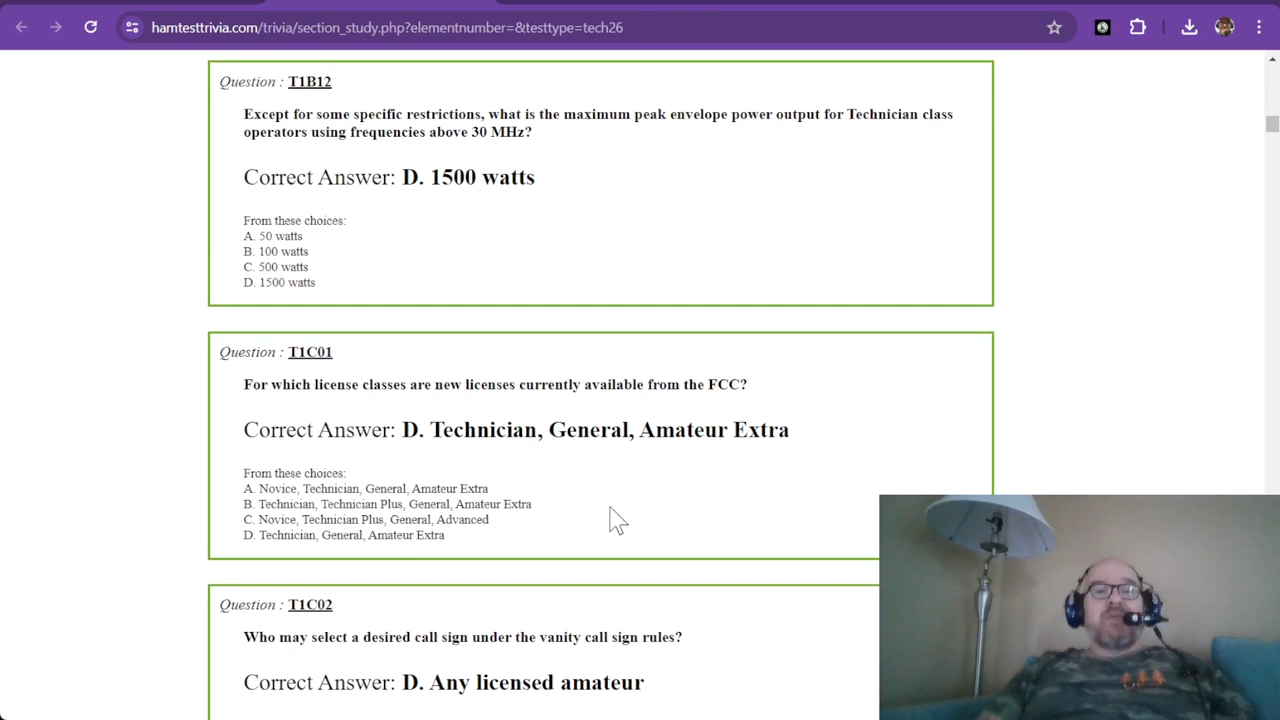 hamtesttrivia.com/trivia/section_study.php?elementnumber=&testtype=tech26
Question : T1B12
Except for some specific restrictions, what is the maximum peak envelope power output for Technician class
operators using frequencies above 30 MHz?
Correct Answer: D. 1500 watts
From these choices:
A. 50 watts
B. 100 watts
C. 500 watts
D. 1500 watts
Question : T1C01
For which license classes are new licenses currently available from the FCC?
Correct Answer: D. Technician, General, Amateur Extra
From these choices:
A. Novice, Technician, General, Amateur Extra
B. Technician, Technician Plus, General, Amateur Extra
C. Novice, Technician Plus, General, Advanced
D. Technician, General, Amateur Extra
Question : T1C02
Who may select a desired call sign under the vanity call sign rules?
Correct Answer: D. Any licensed amateur